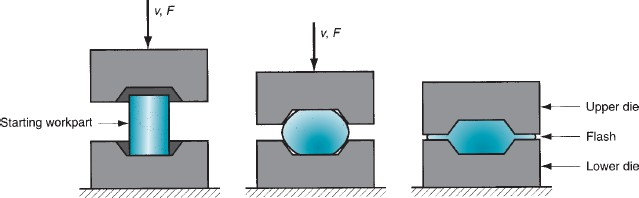 v, F
v, F
Starting workpart
Upper die
Flash
Lower die